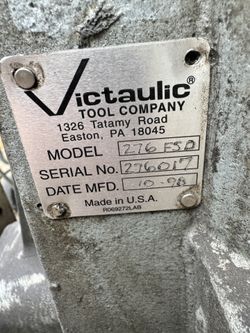 Victaulic®
TOOL COMPANY
1326 Tatamy Road
Easton, PA 18045
MODEL 276 FSD
SERIAL No. 276017
DATE MFD. 10-98
Made in U.S.A.
R069272LAB